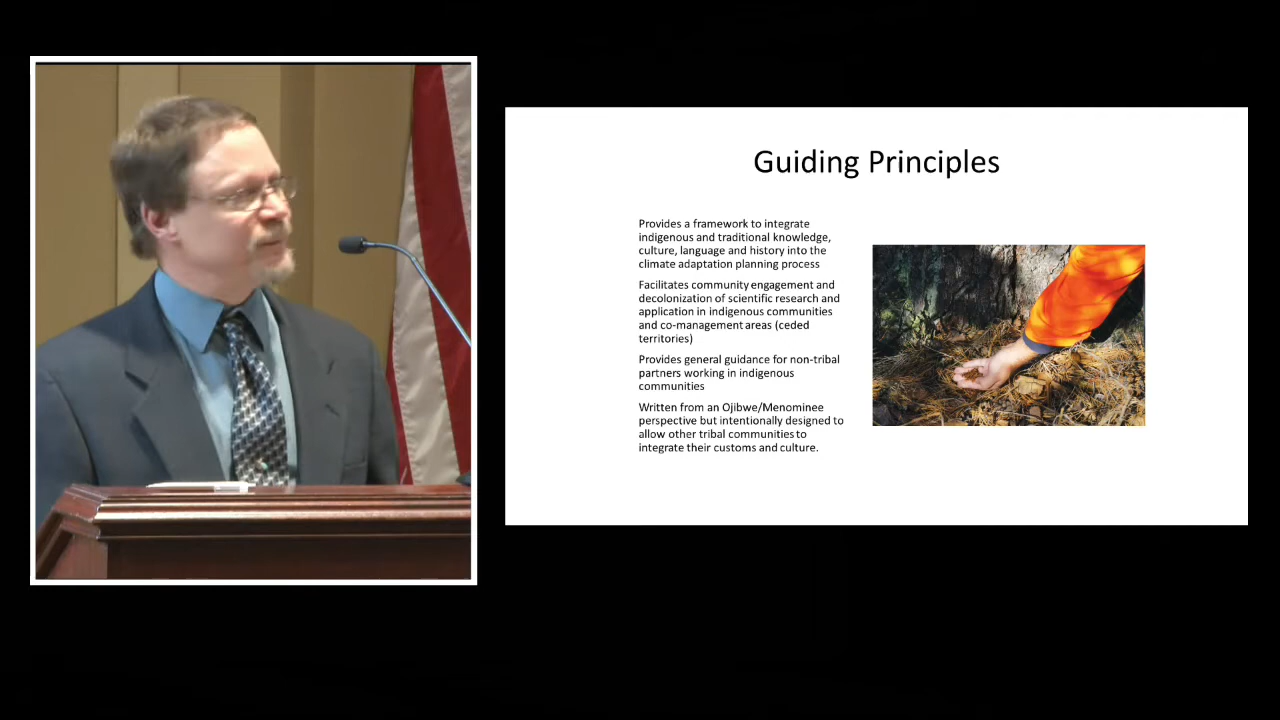 Guiding Principles
Provides a framework to integrate
indigenous and traditional knowledge,
culture, language and history into the
climate adaptation planning process
Facilitates community engagement and
decolonization of scientific research and
application in indigenous communities
and co-management areas (ceded
territories)
Provides general guidance for non-tribal
partners working in indigenous
communities
Written from an Ojibwe/Menominee
perspective but intentionally designed to
allow other tribal communities to
integrate their customs and culture.